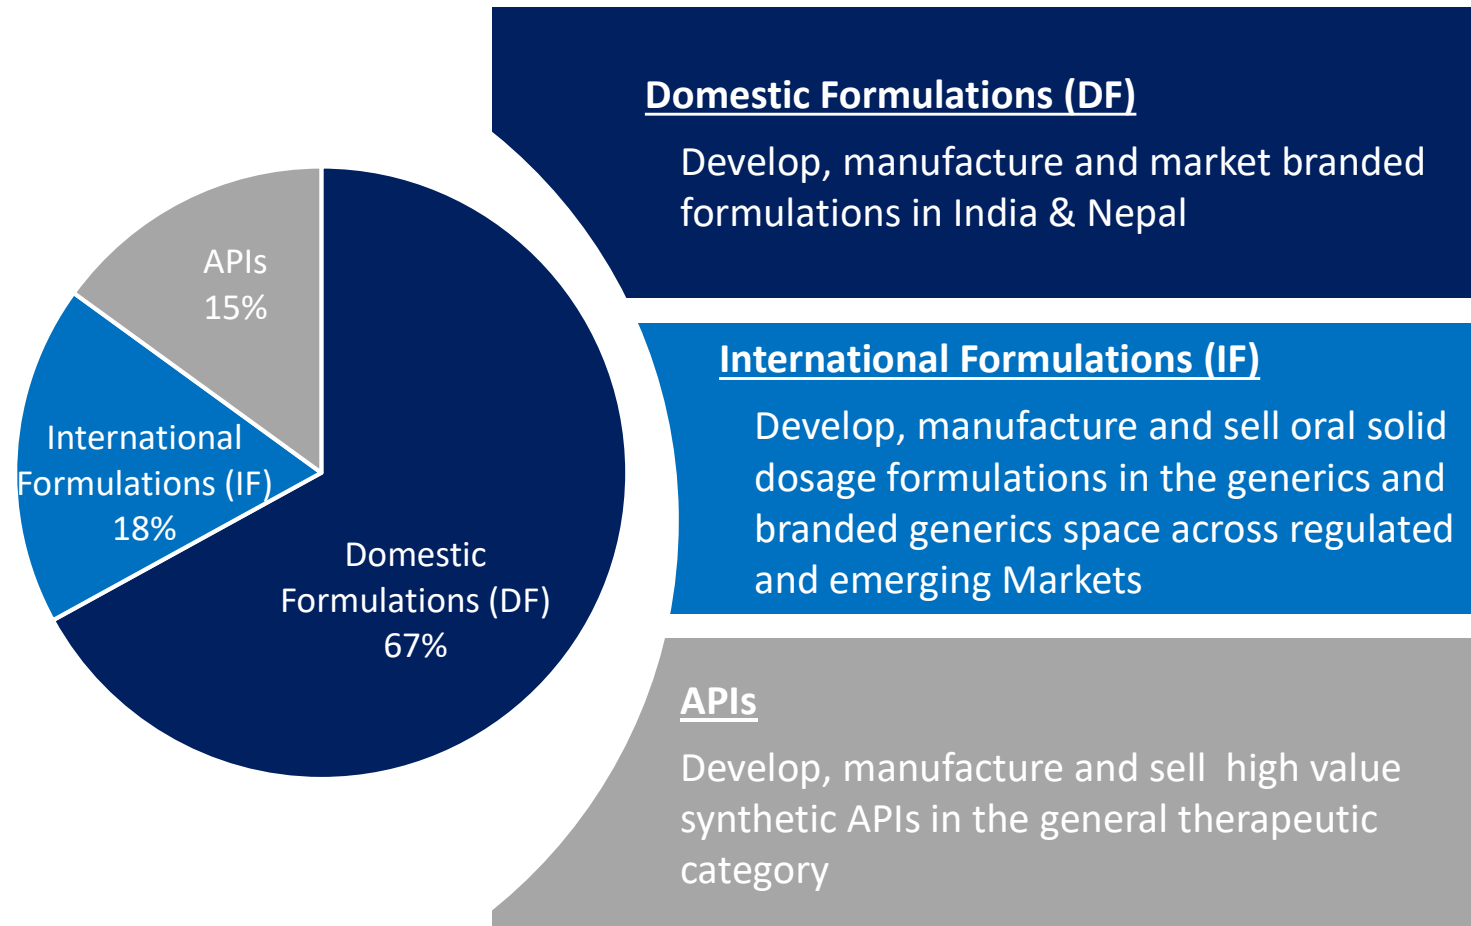 APIs
15%
International
Formulations (IF)
18%
Domestic
Formulations (DF)
67%
Domestic Formulations (DF)
Develop, manufacture and market branded
formulations in India & Nepal
International Formulations (IF)
Develop, manufacture and sell oral solid
dosage formulations in the generics and
branded generics space across regulated
and emerging Markets
APIs
Develop, manufacture and sell  high value
synthetic APIs in the general therapeutic
category